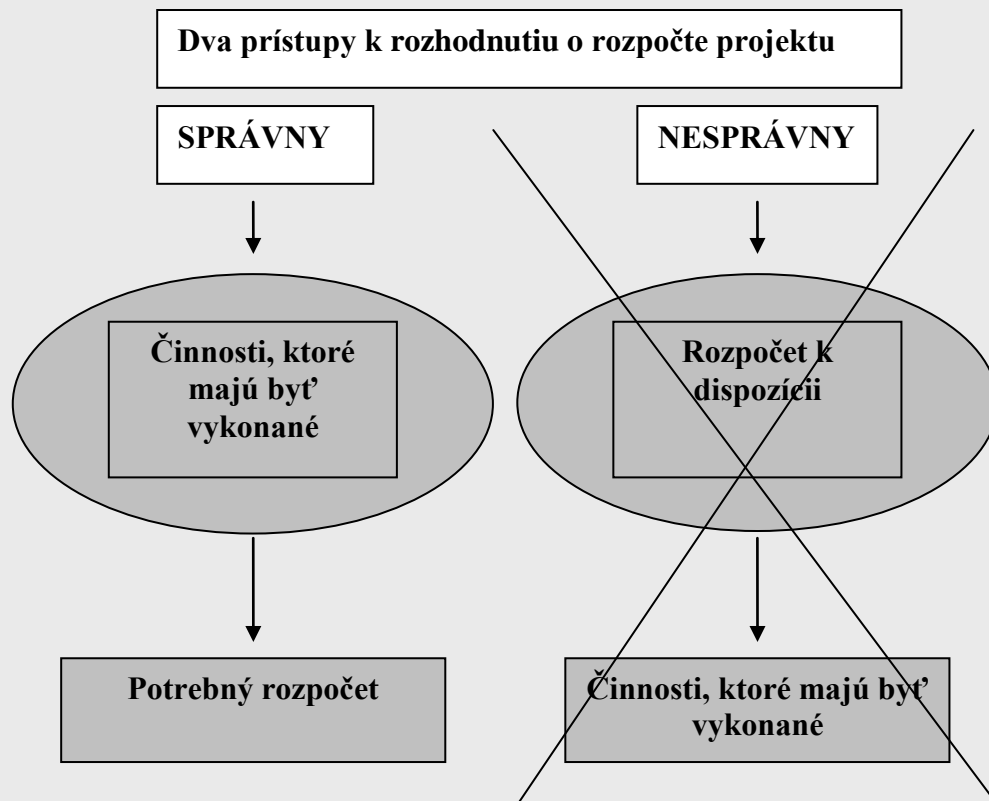 Dva prístupy k rozhodnutiu o rozpočte projektu
SPRÁVNY
NESPRÁVNY
Činnosti, ktoré
majú byť
vykonané
Rozpočet k
dispozícii
Potrebný rozpočet
Činnosti, ktoré majú byť
vykonané